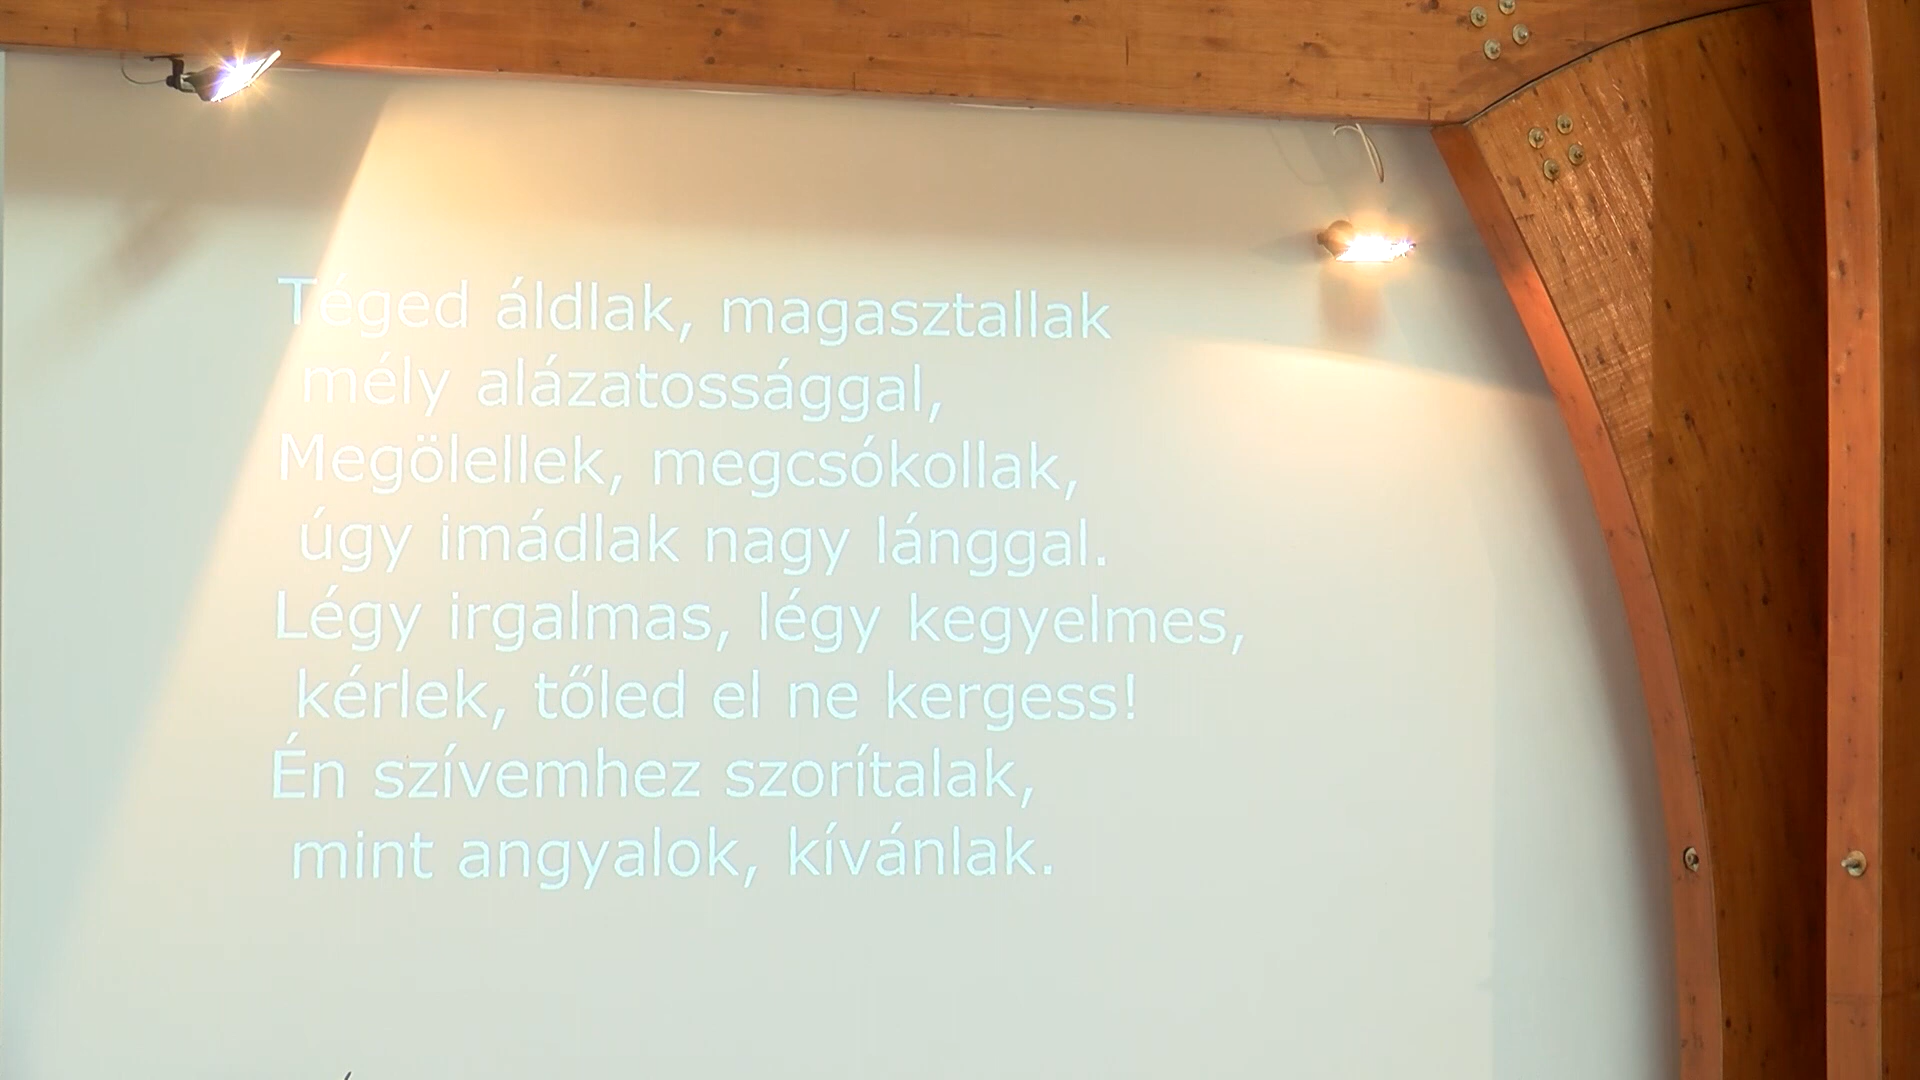 Téged áldlak, magasztallak
mély alázatossággal,
Megölellek, megcsókollak,
úgy imádlak nagy lánggal.
Légy irgalmas, légy kegyelmes,
kérlek, tőled el ne kergess!
Én szívemhez szorítalak,
mint angyalok, kívánlak.